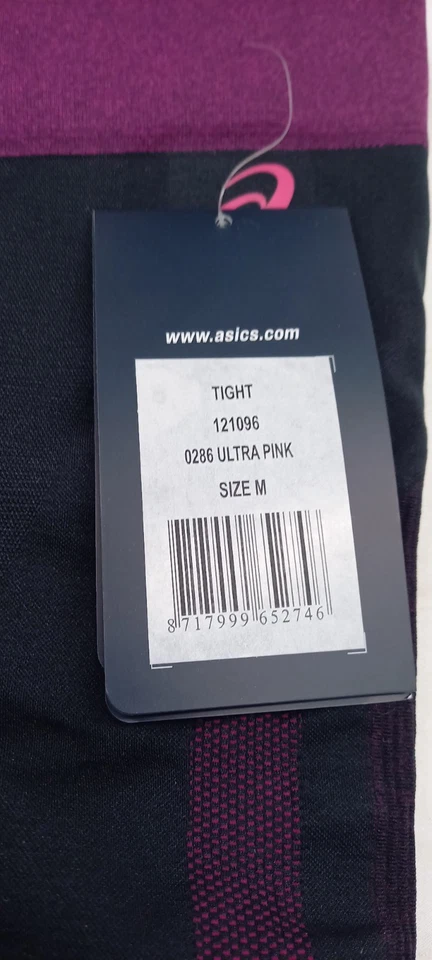 www.asics.com
TIGHT
121096
0286 ULTRA PINK
SIZE M
8 717999 652746